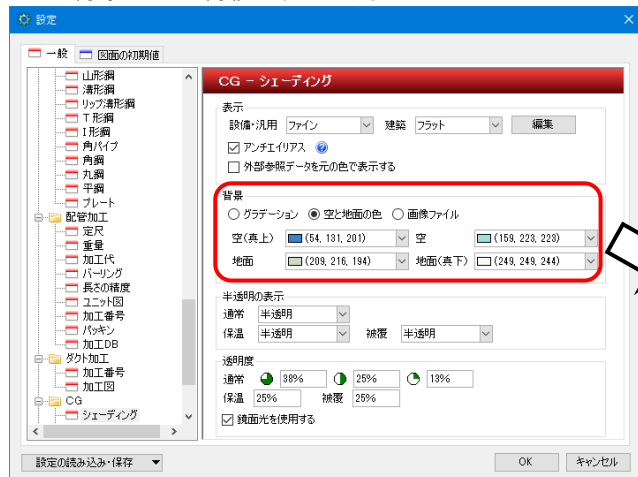 設定
一般 図面の初期値
山形鋼
溝形鋼
リップ溝形鋼
T形鋼
I形鋼
角パイプ
角鋼
丸鋼
平鋼
プレート
配管加工
定尺
重量
加工代
バーリング
長さの精度
ユニット図
加工番号
パッキン
加工DB
ダクト加工
加工番号
加工図
CG
シェーディング
CG - シェーディング
表示
設備・汎用 ファイン 建築 フラット 編集
アンチエイリアス
外部参照データを元の色で表示する
背景
グラデーション 空と地面の色 画像ファイル
空(真上) (54, 131, 201) 空 (159, 223, 223)
地面 (209, 216, 194) 地面(真下) (249, 249, 244)
半透明の表示
通常 半透明
保温 半透明 被覆 半透明
透明度
通常 38% 25% 13%
保温 25% 被覆 25%
鏡面光を使用する
設定の読み込み・保存 OK キャンセル